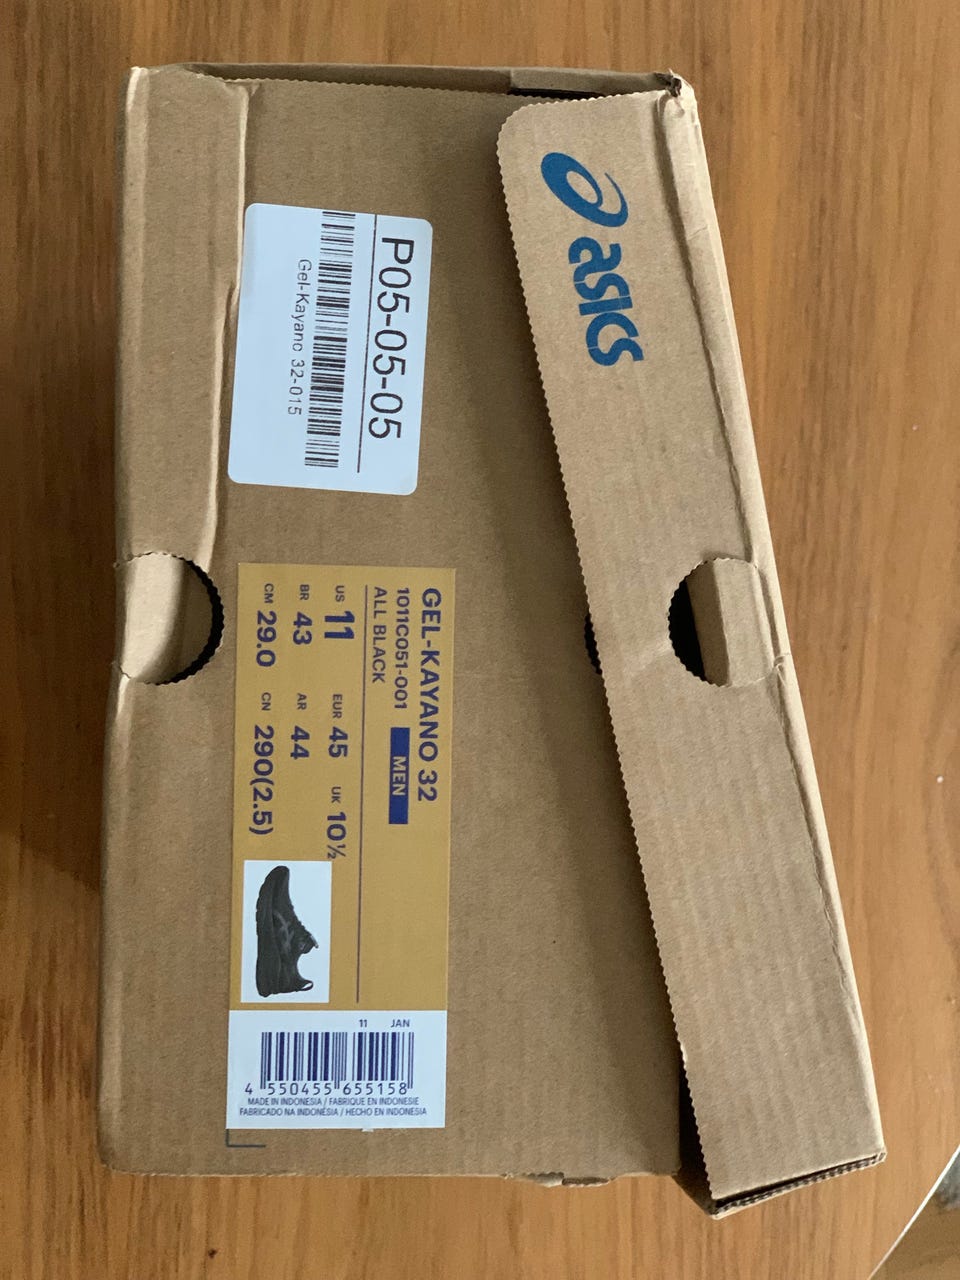 asics
P05-05-05
Gel-Kayano 32-015
GEL-KAYANO 32
1011C051-001 MEN
ALL BLACK
US 11 EUR 45 UK 10½
BR 43 AR 44
CM 29.0 CN 290(2.5)
11 JAN
4 550455 655158
MADE IN INDONESIA / FABRIQUE EN INDONESIE
FABRICADO NA INDONÉSIA / HECHO EN INDONESIA